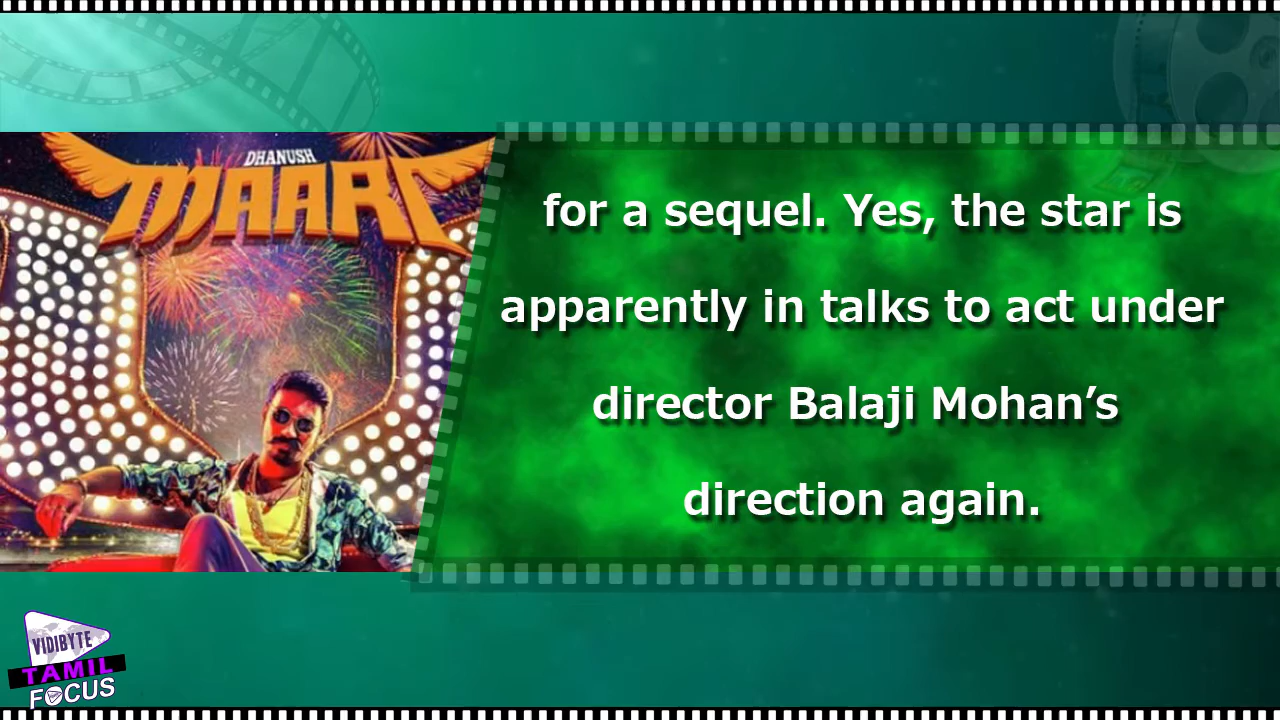 DHANUSH
MAARI
for a sequel. Yes, the star is
apparently in talks to act under
director Balaji Mohan’s
direction again.
VIDIBYTE
TAMIL
FOCUS